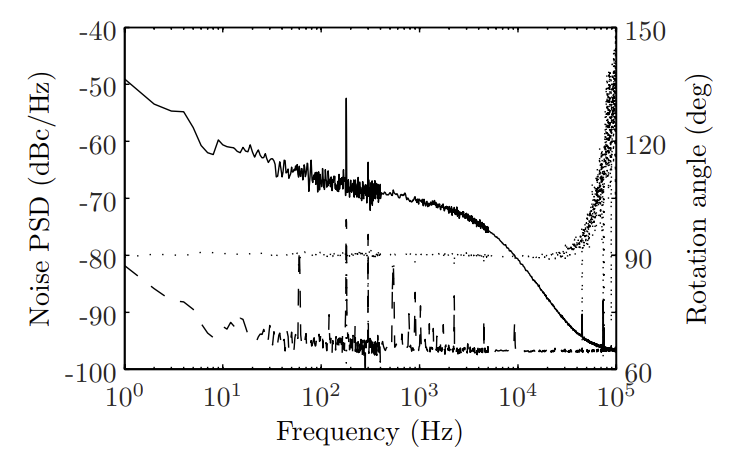 -40
-50
-60
-70
-80
-90
-100
Noise PSD (dBc/Hz)
150
120
90
60
Rotation angle (deg)
10^0 10^1 10^2 10^3 10^4 10^5
Frequency (Hz)